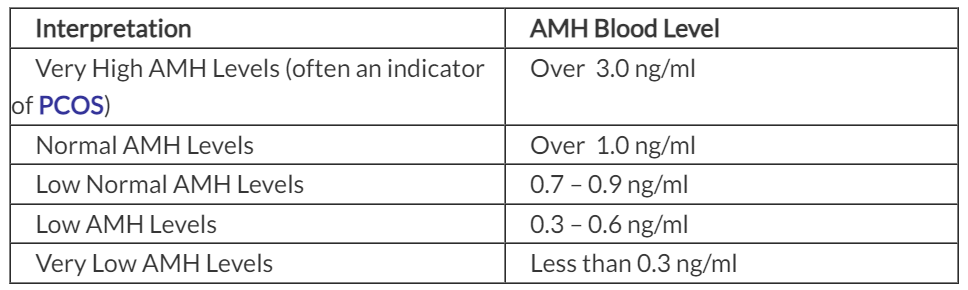 Interpretation AMH Blood Level
Very High AMH Levels (often an indicator Over 3.0 ng/ml
of PCOS)
Normal AMH Levels Over 1.0 ng/ml
Low Normal AMH Levels 0.7 – 0.9 ng/ml
Low AMH Levels 0.3 – 0.6 ng/ml
Very Low AMH Levels Less than 0.3 ng/ml